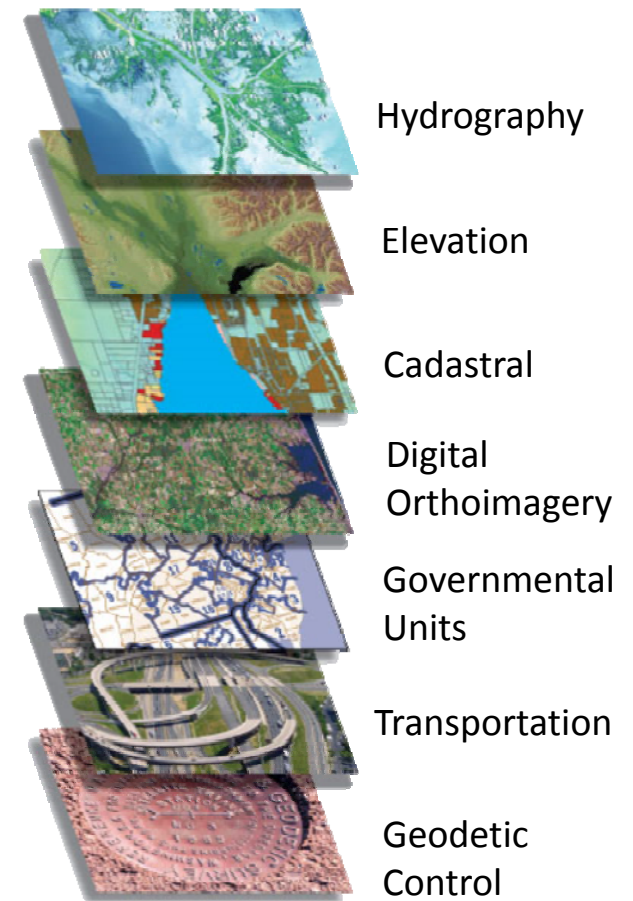 Hydrography
Elevation
Cadastral
Digital
Orthoimagery
Governmental
Units
Transportation
Geodetic
Control